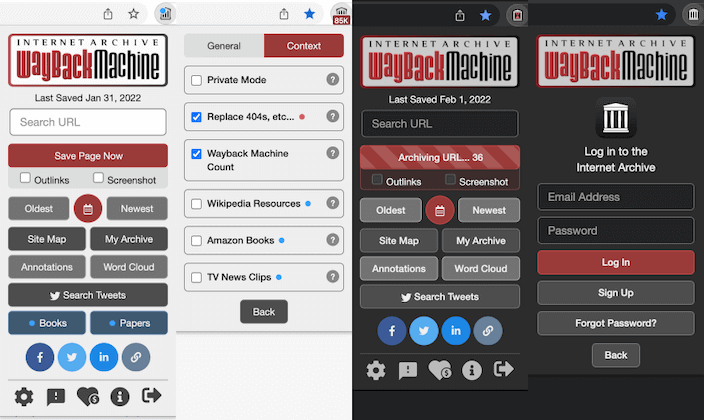 INTERNET ARCHIVE
WayBackMachine
Last Saved Jan 31, 2022
Search URL
Save Page Now
Outlinks
Screenshot
Oldest
Newest
Site Map
My Archive
Annotations
Word Cloud
Search Tweets
Books
Papers
f
in
85K
General
Context
Private Mode
?
Replace 404s, etc...
?
Wayback Machine
Count
?
Wikipedia Resources
?
Amazon Books
?
TV News Clips
?
Back
INTERNET ARCHIVE
WayBackMachine
Last Saved Feb 1, 2022
Search URL
Archiving URL... 36
Outlinks
Screenshot
Oldest
Newest
Site Map
My Archive
Annotations
Word Cloud
Search Tweets
f
in
INTERNET ARCHIVE
WayBackMachine
Log in to the
Internet Archive
Email Address
Password
Log In
Sign Up
Forgot Password?
Back